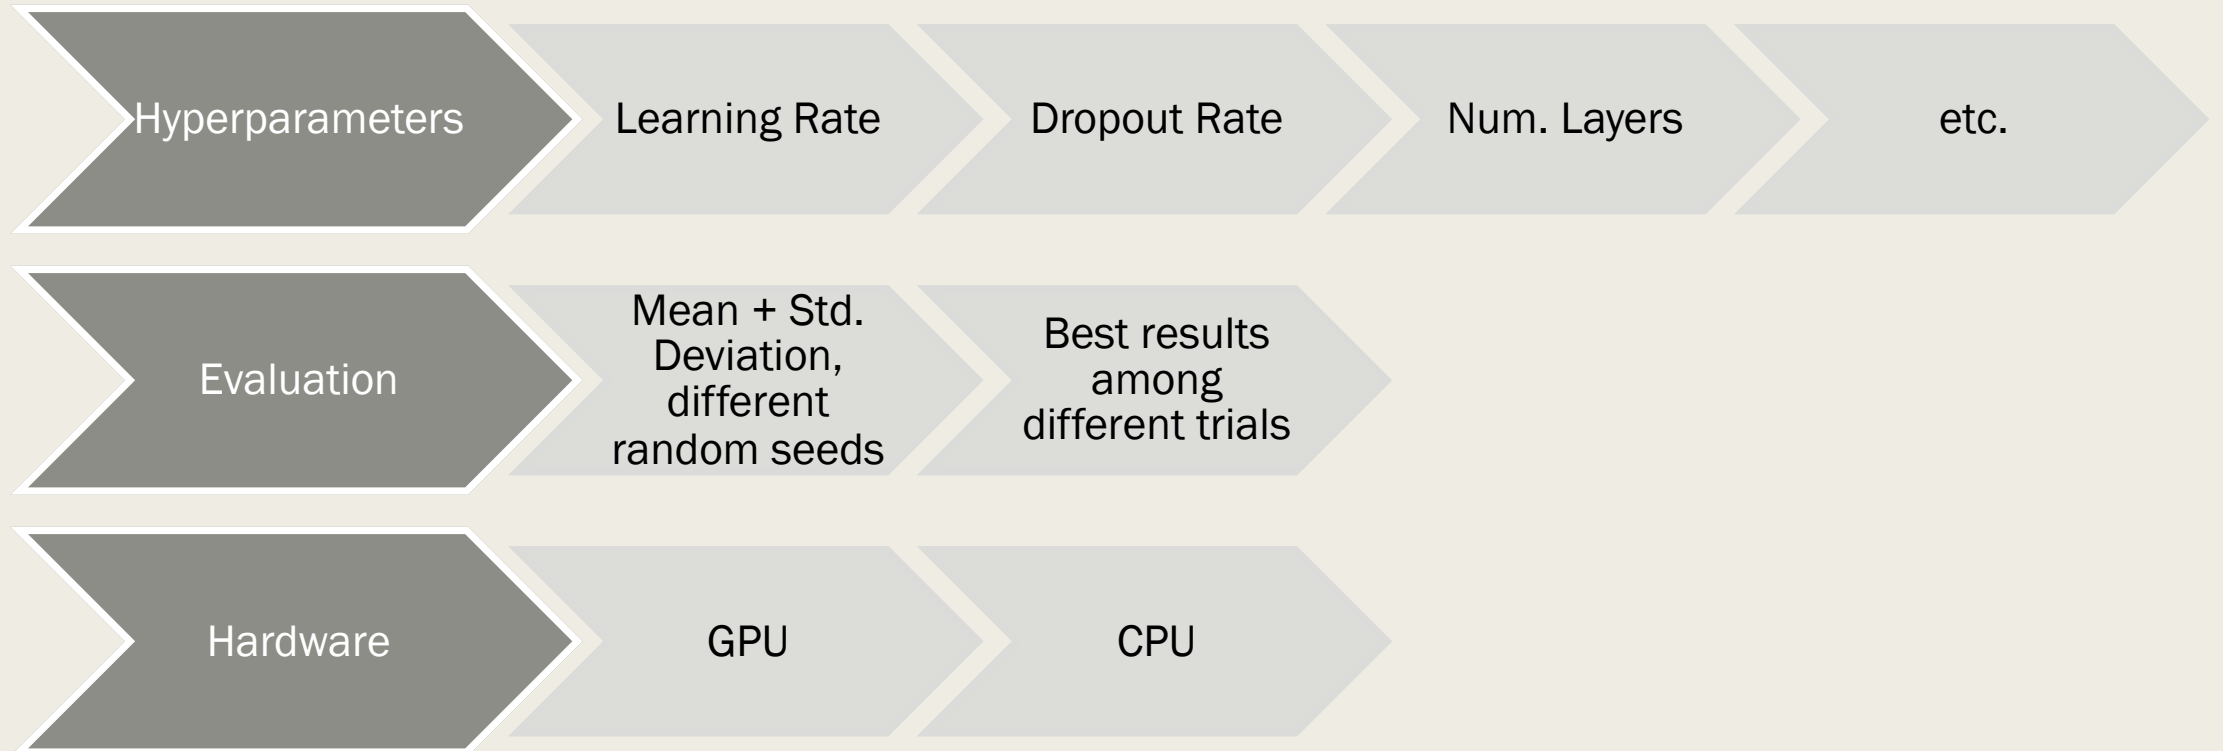 Hyperparameters
Learning Rate
Dropout Rate
Num. Layers
etc.
Evaluation
Mean + Std.
Deviation,
different
random seeds
Best results
among
different trials
Hardware
GPU
CPU